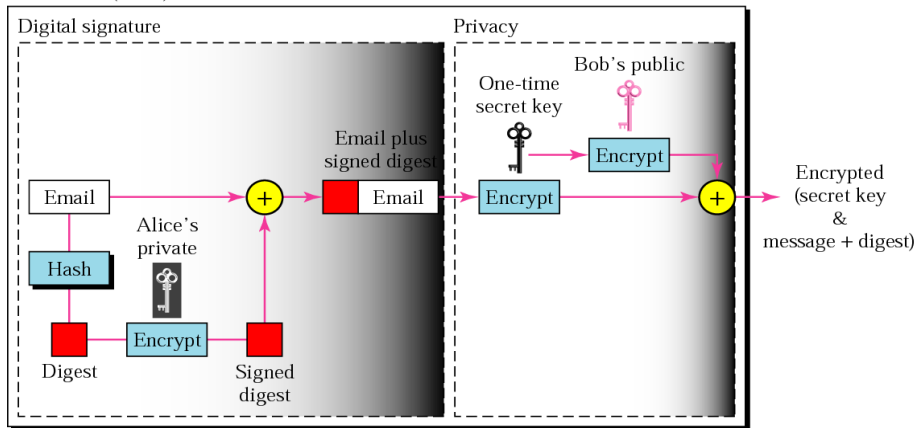 Digital signature
Privacy
Bob's public
One-time
secret key
Email plus
signed digest
Encrypt
Encrypted
(secret key
&
message + digest)
Email
+
Email
Encrypt
+
Alice's
private
Hash
Encrypt
Digest
Signed
digest